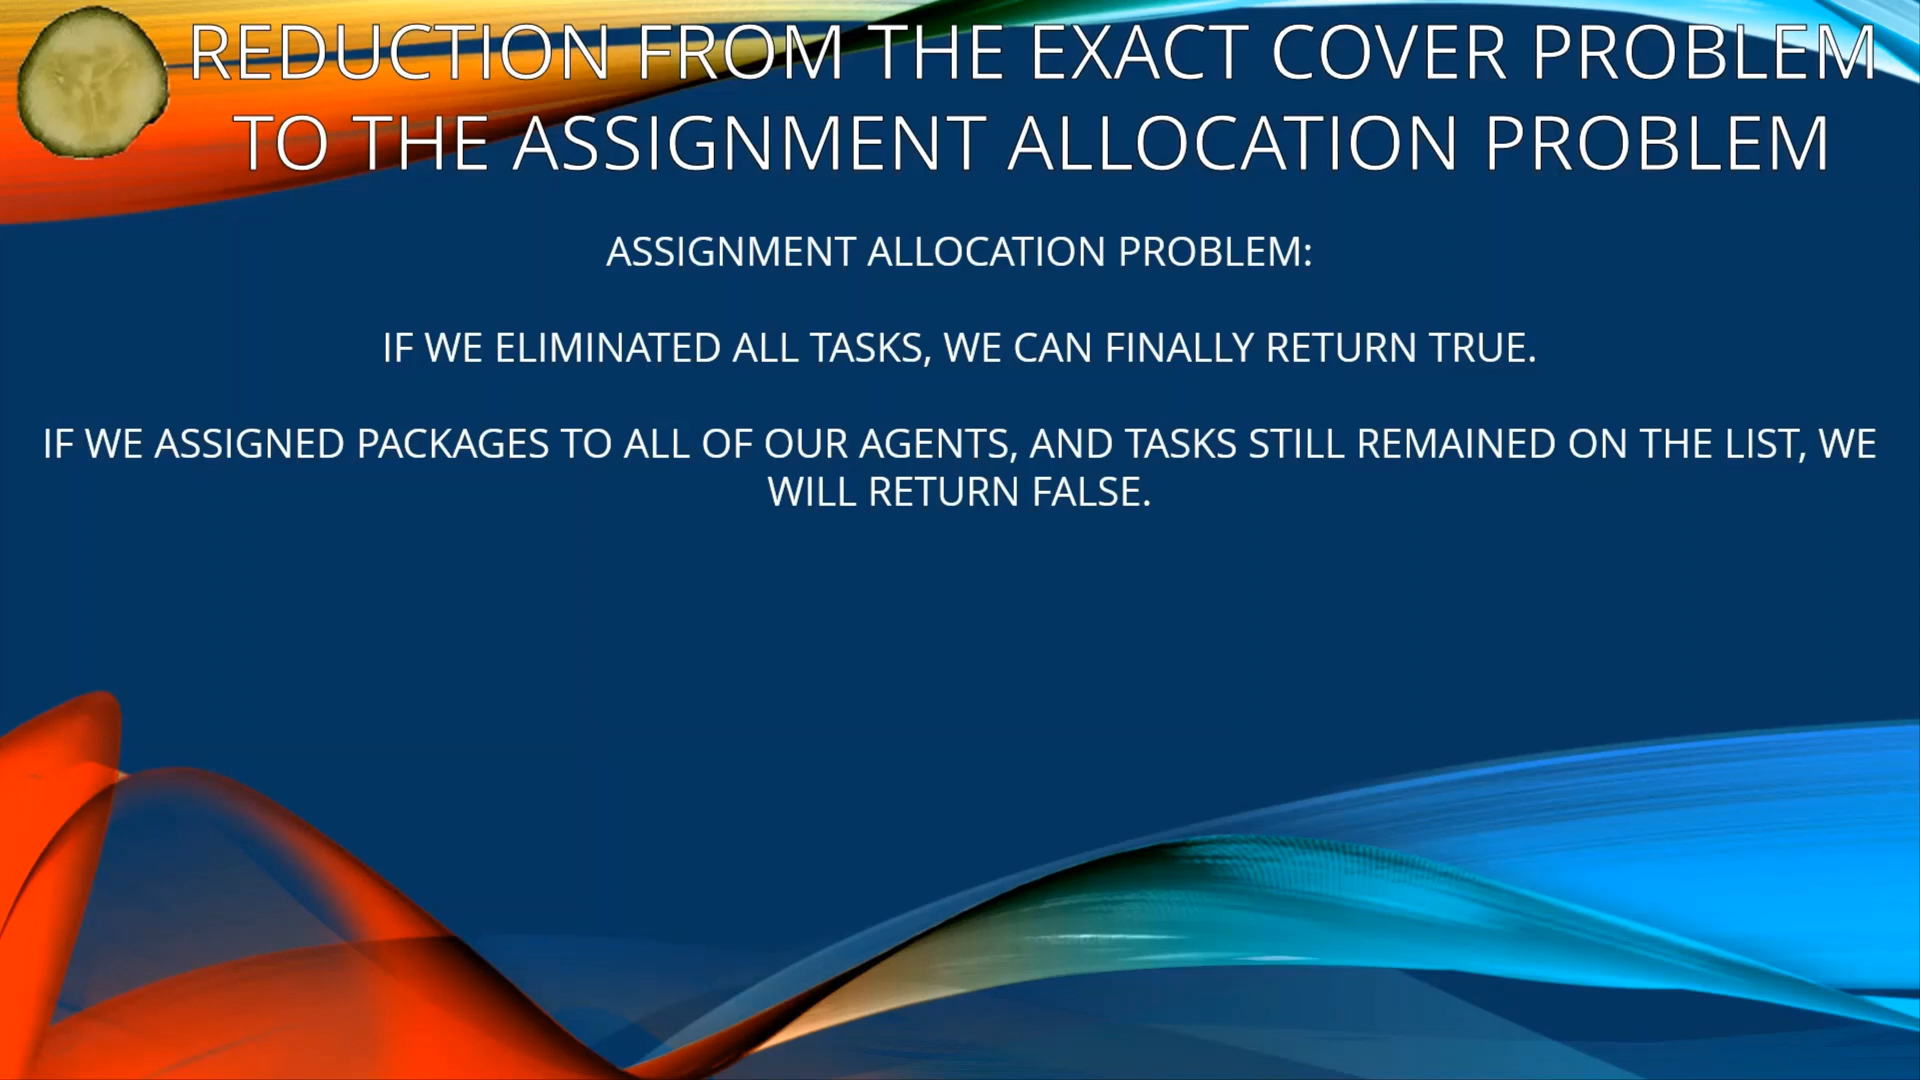 REDUCTION FROM THE EXACT COVER PROBLEM
TO THE ASSIGNMENT ALLOCATION PROBLEM
ASSIGNMENT ALLOCATION PROBLEM:
IF WE ELIMINATED ALL TASKS, WE CAN FINALLY RETURN TRUE.
IF WE ASSIGNED PACKAGES TO ALL OF OUR AGENTS, AND TASKS STILL REMAINED ON THE LIST, WE
WILL RETURN FALSE.